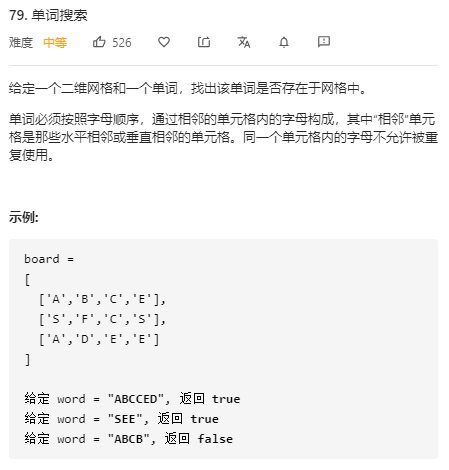 79. 单词搜索
难度 中等 526
给定一个二维网格和一个单词，找出该单词是否存在于网格中。
单词必须按照字母顺序，通过相邻的单元格内的字母构成，其中“相邻”单元
格是那些水平相邻或垂直相邻的单元格。同一个单元格内的字母不允许被重
复使用。
示例:
board =
[
  ['A','B','C','E'],
  ['S','F','C','S'],
  ['A','D','E','E']
]
给定 word = "ABCCED", 返回 true
给定 word = "SEE", 返回 true
给定 word = "ABCB", 返回 false